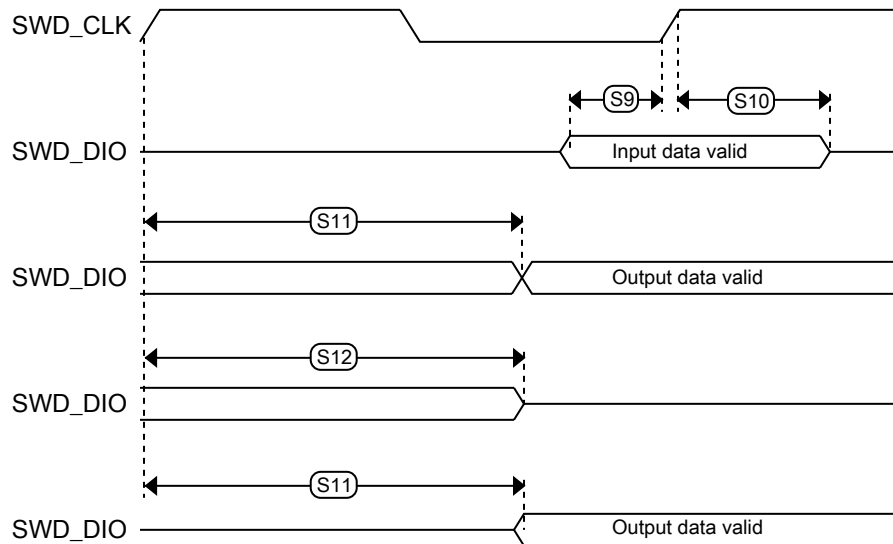 SWD_CLK
S9
S10
SWD_DIO
Input data valid
S11
SWD_DIO
Output data valid
S12
SWD_DIO
S11
SWD_DIO
Output data valid